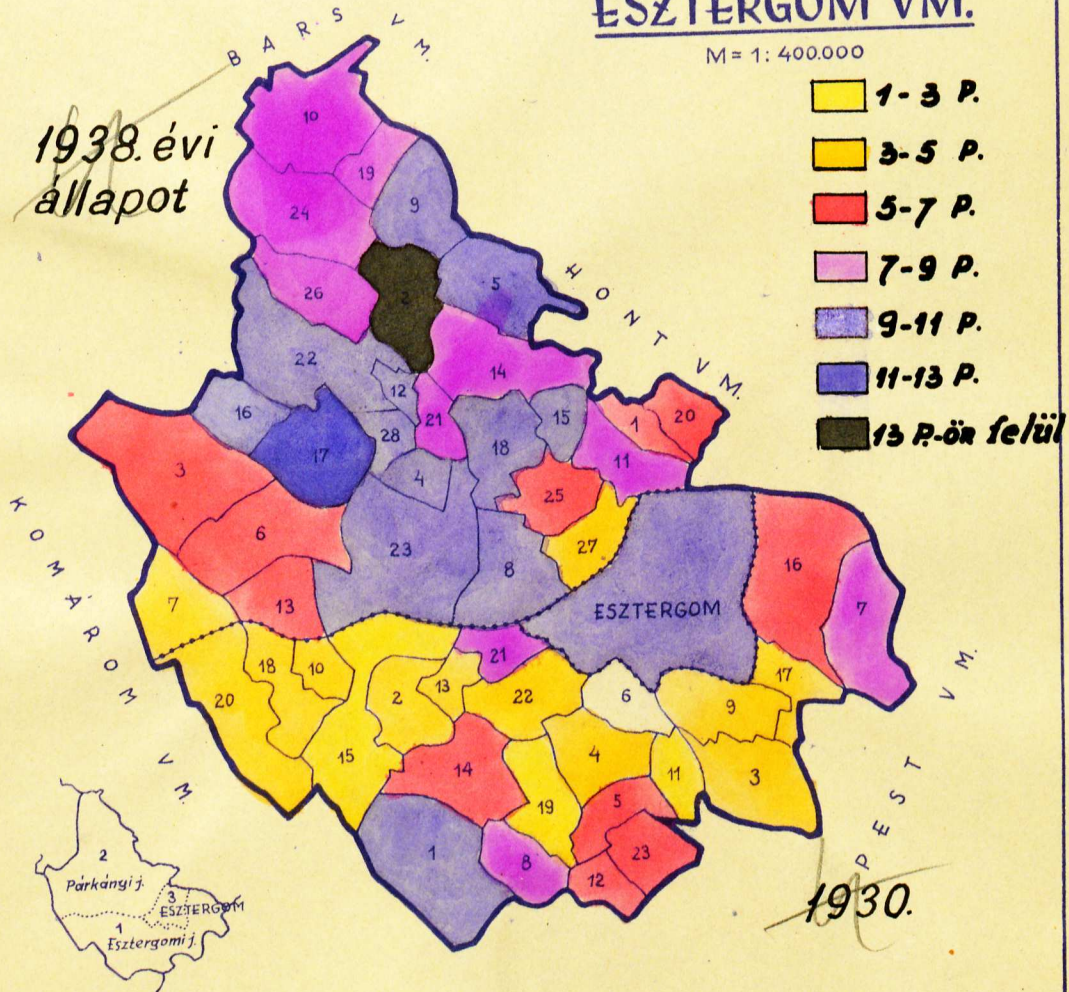 ESZTERGOM VM.
M = 1: 400.000
BARS VM.
1938. évi
állapot
1-3 P.
3-5 P.
5-7 P.
7-9 P.
9-11 P.
11-13 P.
13 P.-ön felül
HONT VM.
KOMÁROM VM.
PEST VM.
10
19
24
9
26
2
5
22
12
14
16
21
28
18
15
1
20
17
3
4
11
25
6
23
27
8
16
7
13
ESZTERGOM
7
21
18
10
20
2
13
22
6
17
9
15
14
4
11
3
19
5
1
8
23
12
2
Párkányi j.
3
ESZTERGOM
1
Esztergomi j.
1930.